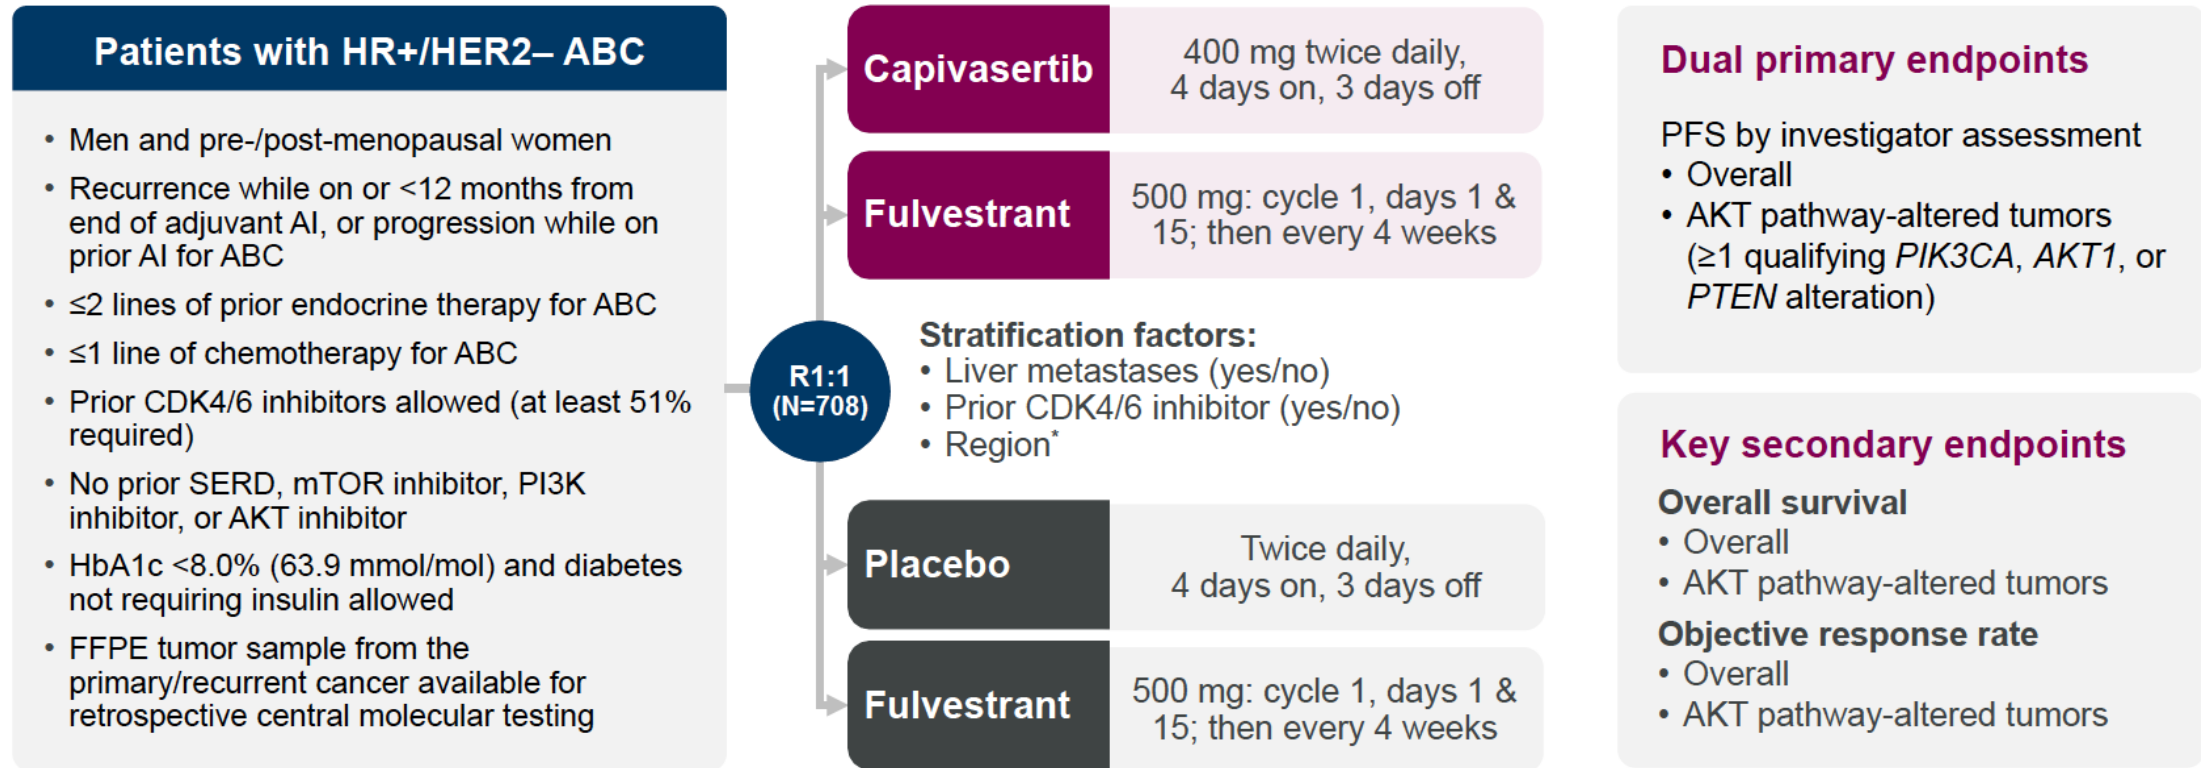 Patients with HR+/HER2– ABC
• Men and pre-/post-menopausal women
• Recurrence while on or <12 months from
end of adjuvant AI, or progression while on
prior AI for ABC
• ≤2 lines of prior endocrine therapy for ABC
• ≤1 line of chemotherapy for ABC
• Prior CDK4/6 inhibitors allowed (at least 51%
required)
• No prior SERD, mTOR inhibitor, PI3K
inhibitor, or AKT inhibitor
• HbA1c <8.0% (63.9 mmol/mol) and diabetes
not requiring insulin allowed
• FFPE tumor sample from the
primary/recurrent cancer available for
retrospective central molecular testing
R1:1
(N=708)
Capivasertib
400 mg twice daily,
4 days on, 3 days off
Fulvestrant
500 mg: cycle 1, days 1 &
15; then every 4 weeks
Stratification factors:
• Liver metastases (yes/no)
• Prior CDK4/6 inhibitor (yes/no)
• Region*
Placebo
Twice daily,
4 days on, 3 days off
Fulvestrant
500 mg: cycle 1, days 1 &
15; then every 4 weeks
Dual primary endpoints
PFS by investigator assessment
• Overall
• AKT pathway-altered tumors
(≥1 qualifying PIK3CA, AKT1, or
PTEN alteration)
Key secondary endpoints
Overall survival
• Overall
• AKT pathway-altered tumors
Objective response rate
• Overall
• AKT pathway-altered tumors